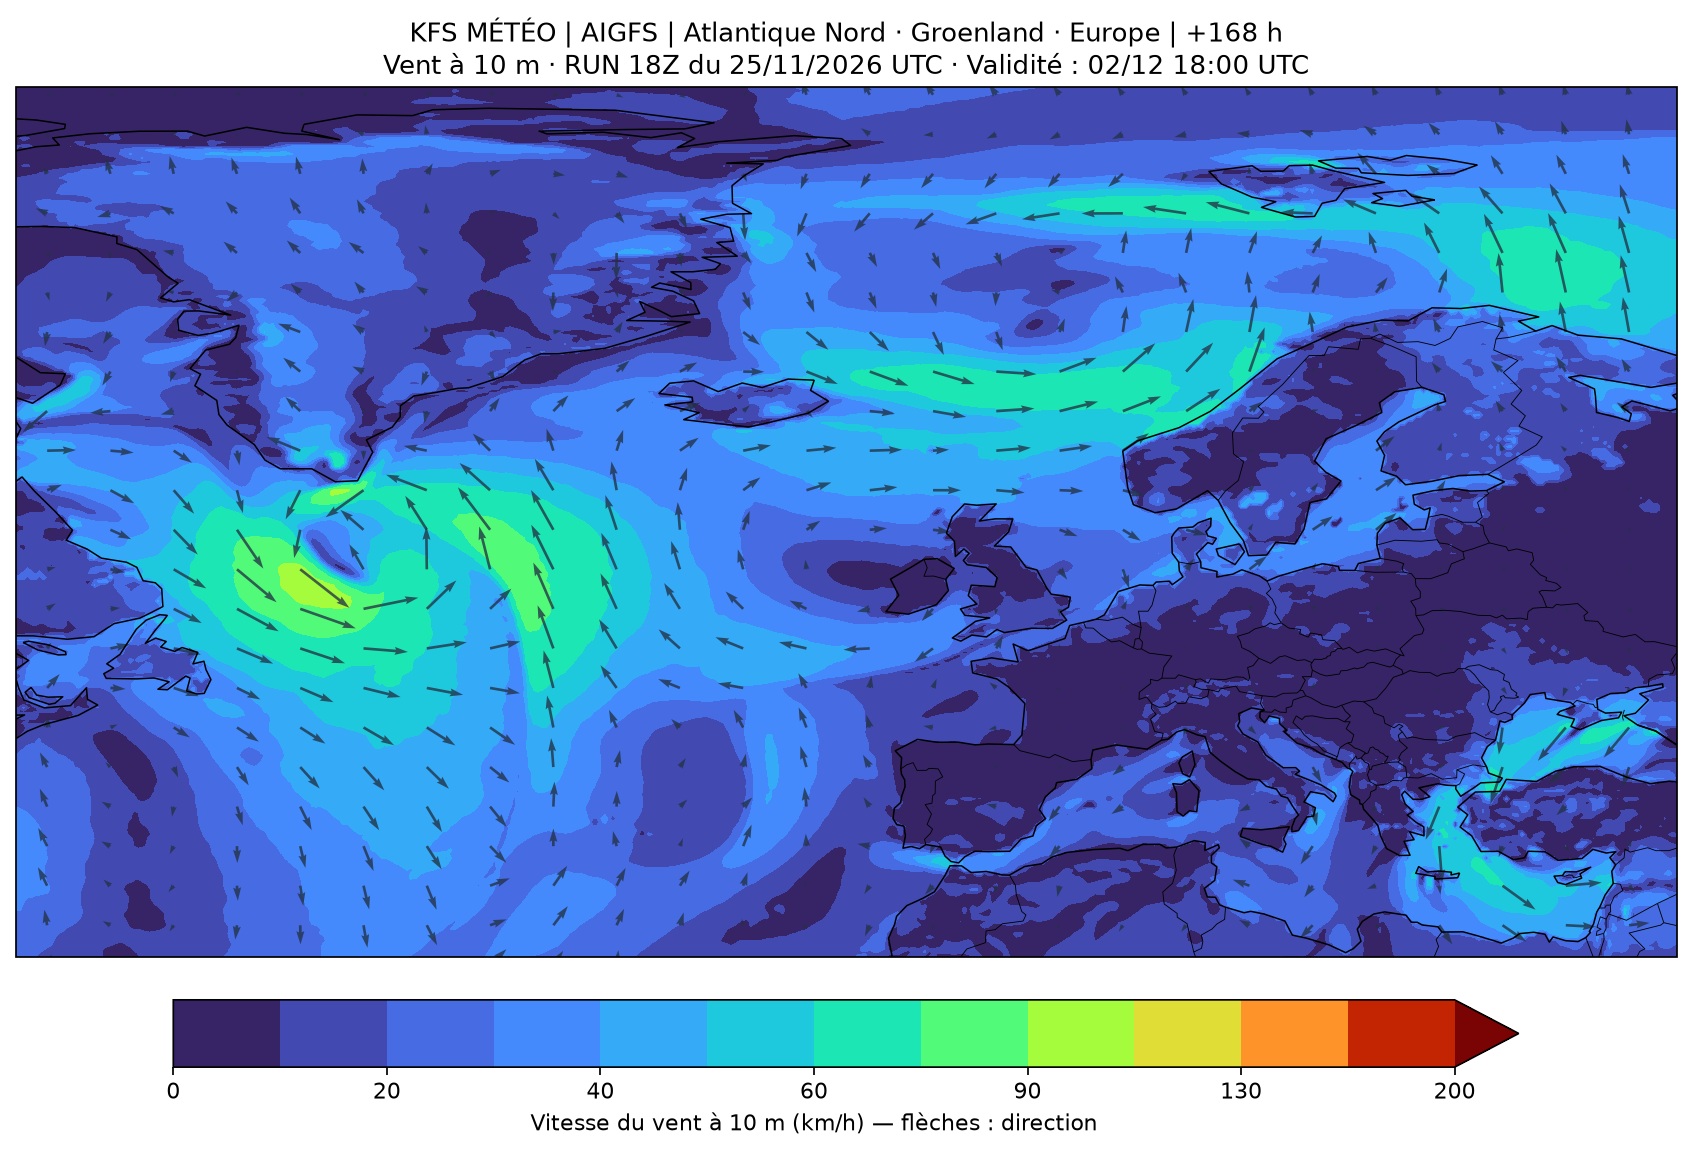 KFS MÉTÉO | AIGFS | Atlantique Nord · Groenland · Europe | +168 h
Vent à 10 m · RUN 18Z du 25/11/2026 UTC · Validité : 02/12 18:00 UTC
0 20 40 60 90 130 200
Vitesse du vent à 10 m (km/h) — flèches : direction